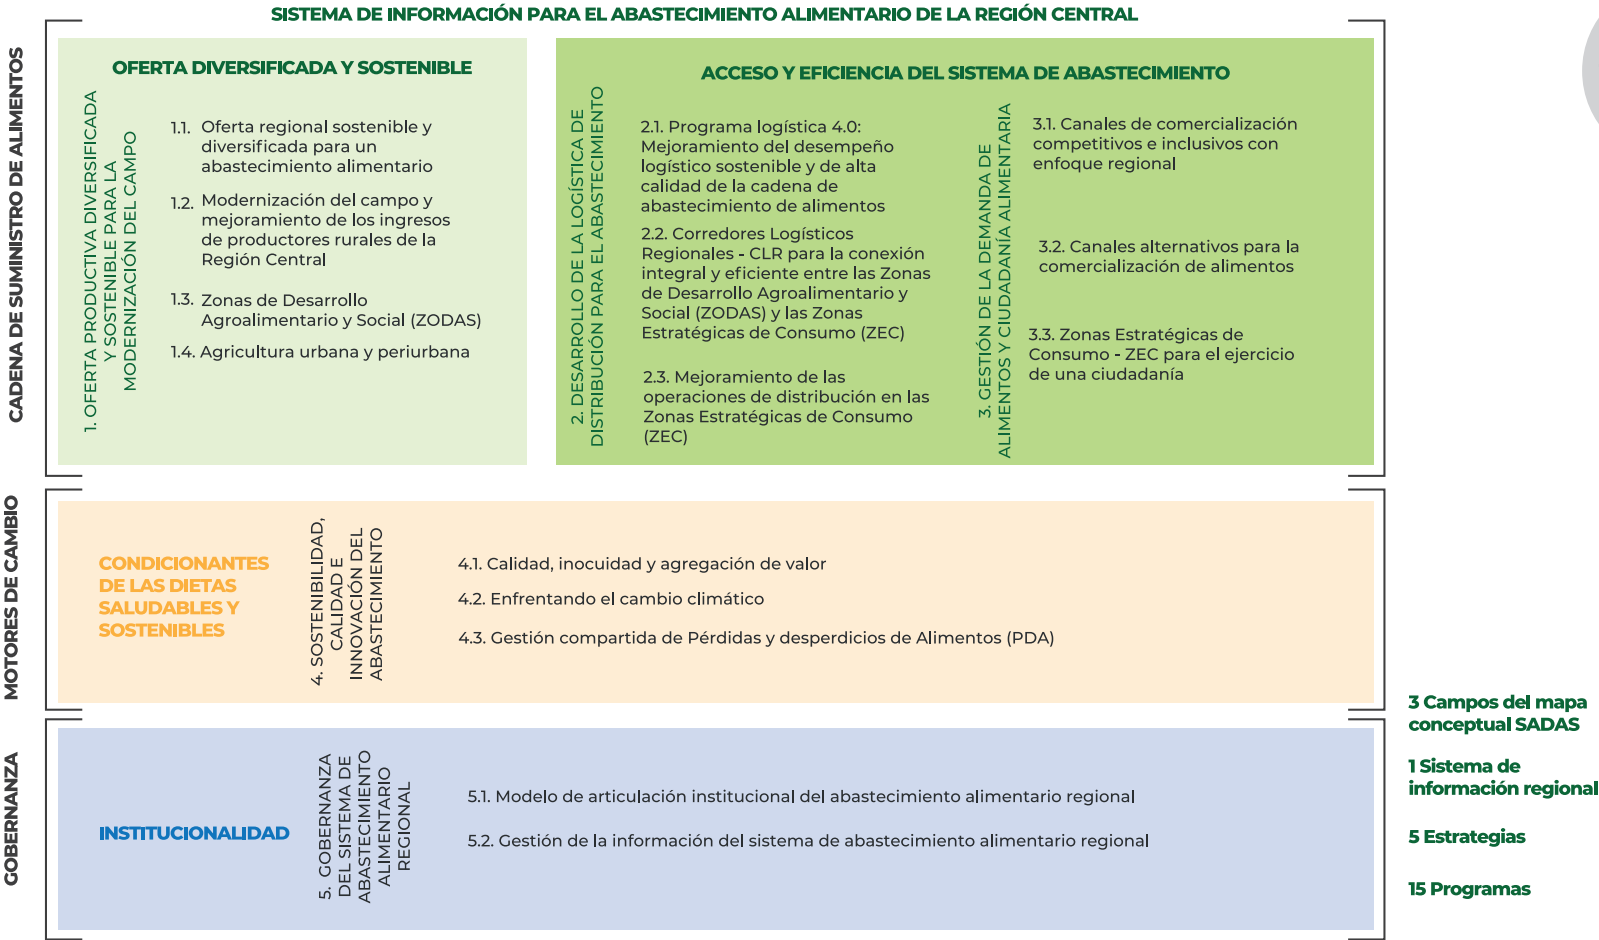 SISTEMA DE INFORMACIÓN PARA EL ABASTECIMIENTO ALIMENTARIO DE LA REGIÓN CENTRAL
CADENA DE SUMINISTRO DE ALIMENTOS
OFERTA DIVERSIFICADA Y SOSTENIBLE
1. OFERTA PRODUCTIVA DIVERSIFICADA
Y SOSTENIBLE PARA LA
MODERNIZACIÓN DEL CAMPO
1.1. Oferta regional sostenible y
diversificada para un
abastecimiento alimentario
1.2. Modernización del campo y
mejoramiento de los ingresos
de productores rurales de la
Región Central
1.3. Zonas de Desarrollo
Agroalimentario y Social (ZODAS)
1.4. Agricultura urbana y periurbana
ACCESO Y EFICIENCIA DEL SISTEMA DE ABASTECIMIENTO
2. DESARROLLO DE LA LOGÍSTICA DE
DISTRIBUCIÓN PARA EL ABASTECIMIENTO
2.1. Programa logística 4.0:
Mejoramiento del desempeño
logístico sostenible y de alta
calidad de la cadena de
abastecimiento de alimentos
2.2. Corredores Logísticos
Regionales - CLR para la conexión
integral y eficiente entre las Zonas
de Desarrollo Agroalimentario y
Social (ZODAS) y las Zonas
Estratégicas de Consumo (ZEC)
2.3. Mejoramiento de las
operaciones de distribución en las
Zonas Estratégicas de Consumo
(ZEC)
3. GESTIÓN DE LA DEMANDA DE
ALIMENTOS Y CIUDADANÍA ALIMENTARIA
3.1. Canales de comercialización
competitivos e inclusivos con
enfoque regional
3.2. Canales alternativos para la
comercialización de alimentos
3.3. Zonas Estratégicas de
Consumo - ZEC para el ejercicio
de una ciudadanía
MOTORES DE CAMBIO
CONDICIONANTES
DE LAS DIETAS
SALUDABLES Y
SOSTENIBLES
4. SOSTENIBILIDAD,
CALIDAD E
INNOVACIÓN DEL
ABASTECIMIENTO
4.1. Calidad, inocuidad y agregación de valor
4.2. Enfrentando el cambio climático
4.3. Gestión compartida de Pérdidas y desperdicios de Alimentos (PDA)
GOBERNANZA
INSTITUCIONALIDAD
5. GOBERNANZA
DEL SISTEMA DE
ABASTECIMIENTO
ALIMENTARIO
REGIONAL
5.1. Modelo de articulación institucional del abastecimiento alimentario regional
5.2. Gestión de la información del sistema de abastecimiento alimentario regional
3 Campos del mapa
conceptual SADAS
1 Sistema de
información regional
5 Estrategias
15 Programas